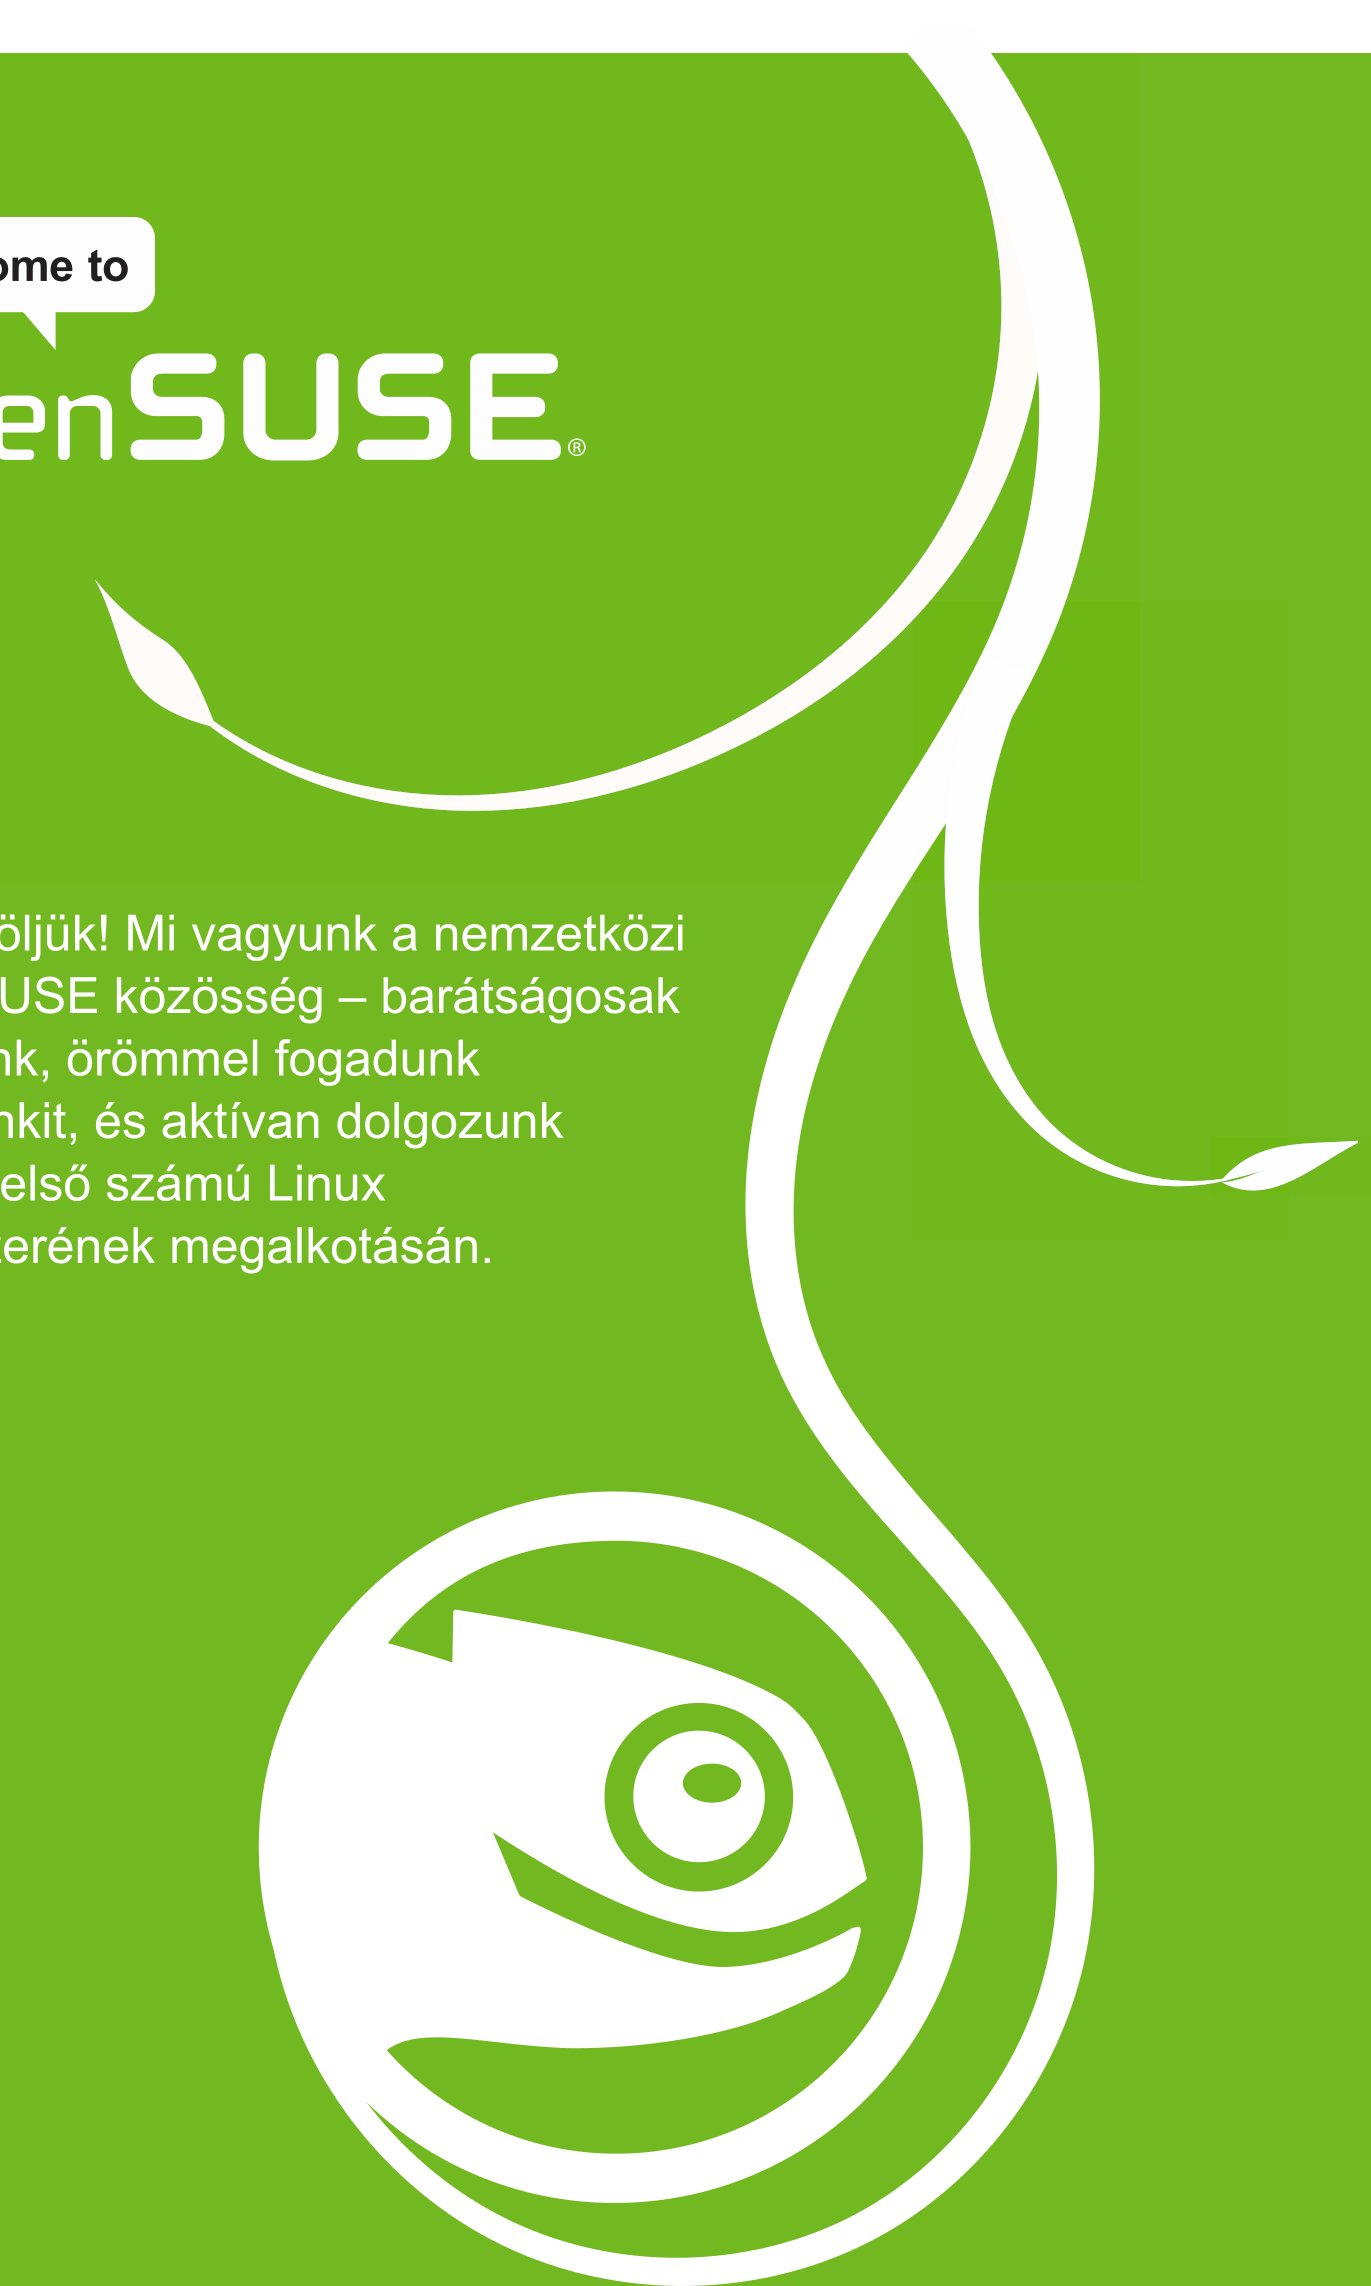 ome to
enSUSE®
öljük! Mi vagyunk a nemzetközi
USE közösség – barátságosak
nk, örömmel fogadunk
nkit, és aktívan dolgozunk
első számú Linux
terének megalkotásán.